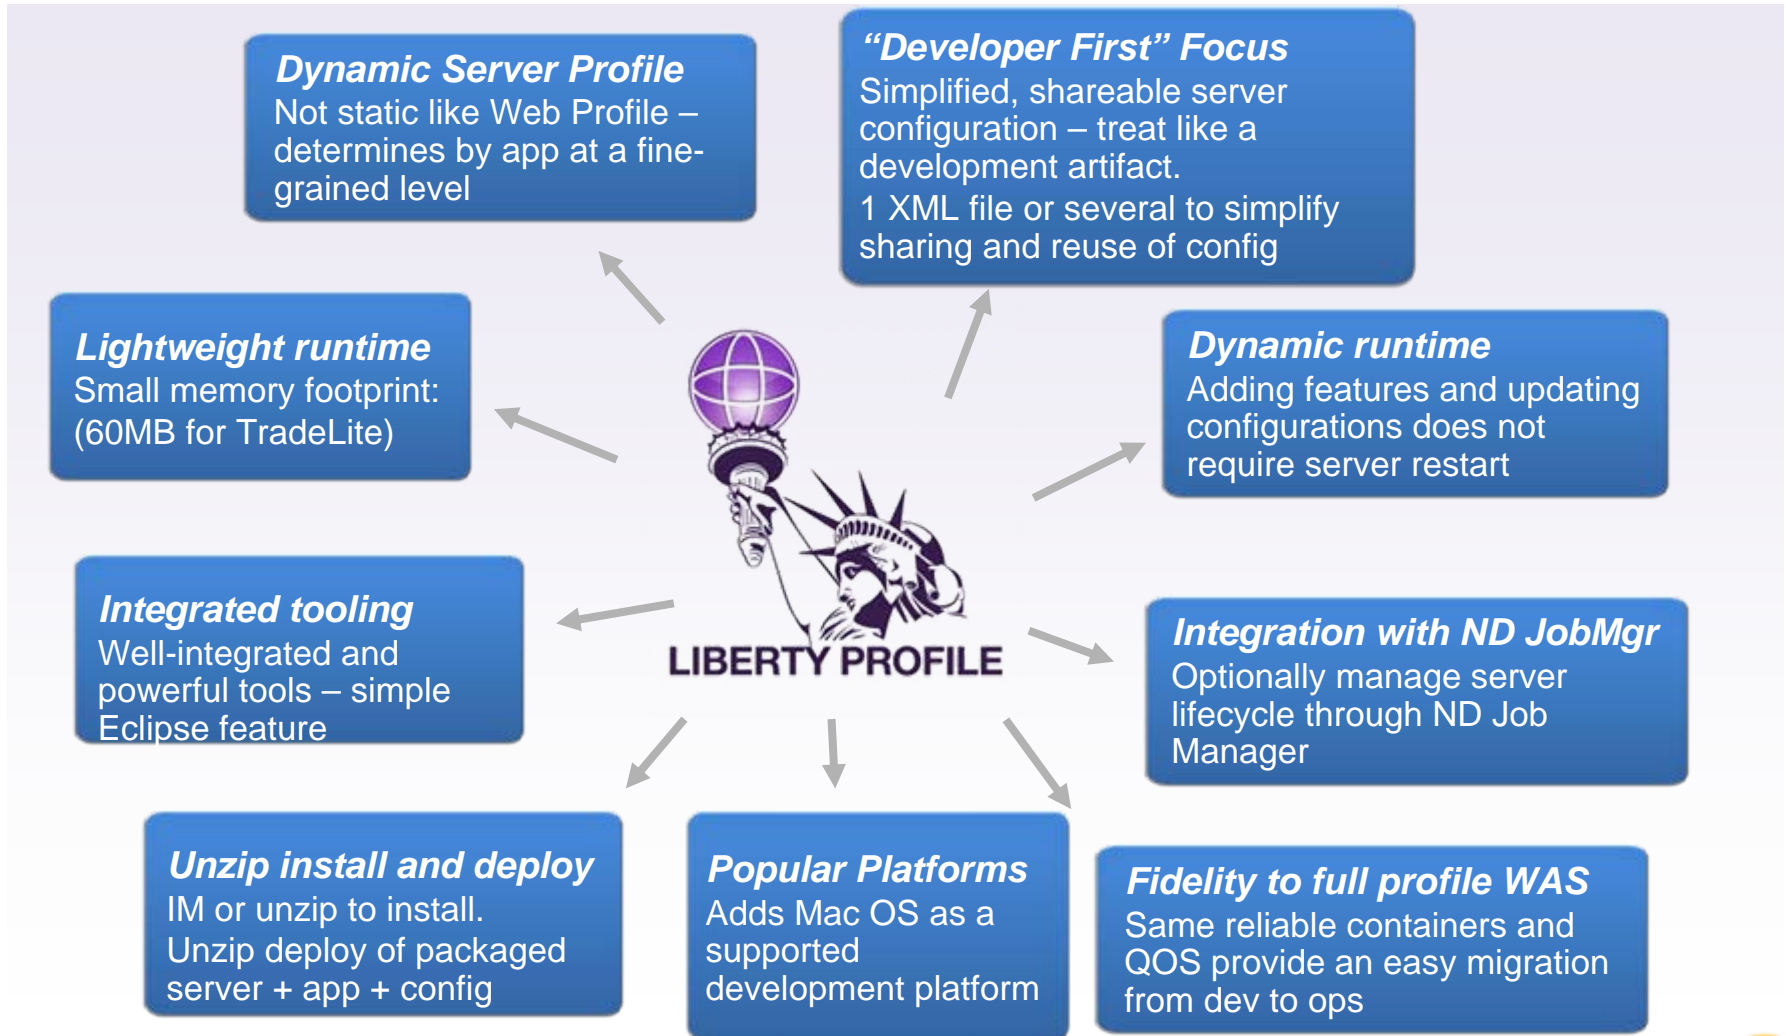 Dynamic Server Profile
Not static like Web Profile –
determines by app at a fine-
grained level
“Developer First” Focus
Simplified, shareable server
configuration – treat like a
development artifact.
1 XML file or several to simplify
sharing and reuse of config
Lightweight runtime
Small memory footprint:
(60MB for TradeLite)
Dynamic runtime
Adding features and updating
configurations does not
require server restart
Integrated tooling
Well-integrated and
powerful tools – simple
Eclipse feature
LIBERTY PROFILE
Integration with ND JobMgr
Optionally manage server
lifecycle through ND Job
Manager
Unzip install and deploy
IM or unzip to install.
Unzip deploy of packaged
server + app + config
Popular Platforms
Adds Mac OS as a
supported
development platform
Fidelity to full profile WAS
Same reliable containers and
QOS provide an easy migration
from dev to ops